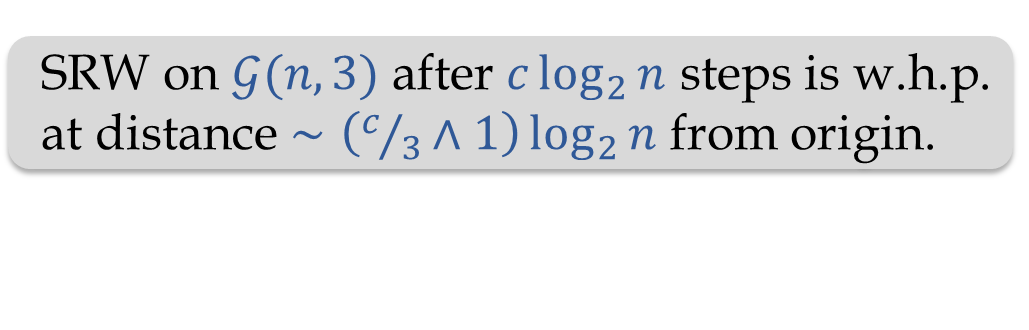 SRW on 𝒢(n, 3) after c log₂ n steps is w.h.p.
at distance ~ (ᶜ/₃ ∧ 1) log₂ n from origin.